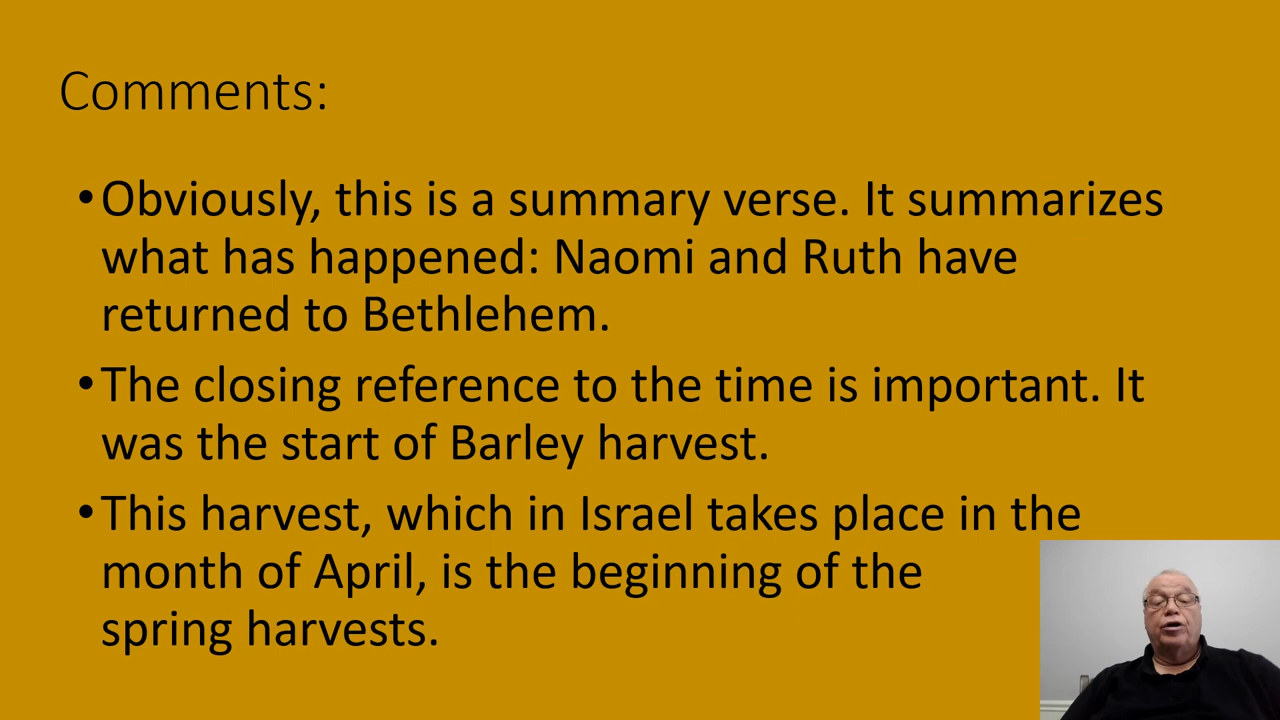 Comments:
•Obviously, this is a summary verse. It summarizes
what has happened: Naomi and Ruth have
returned to Bethlehem.
•The closing reference to the time is important. It
was the start of Barley harvest.
•This harvest, which in Israel takes place in the
month of April, is the beginning of the
spring harvests.